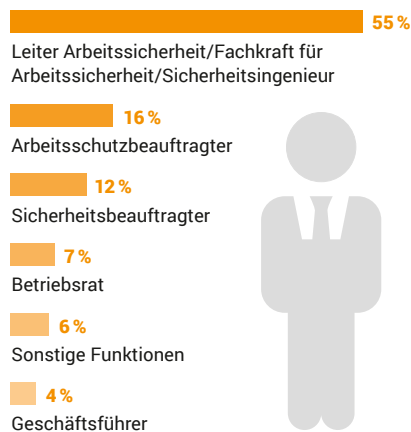 55 %
Leiter Arbeitssicherheit/Fachkraft für
Arbeitssicherheit/Sicherheitsingenieur
16 %
Arbeitsschutzbeauftragter
12 %
Sicherheitsbeauftragter
7 %
Betriebsrat
6 %
Sonstige Funktionen
4 %
Geschäftsführer